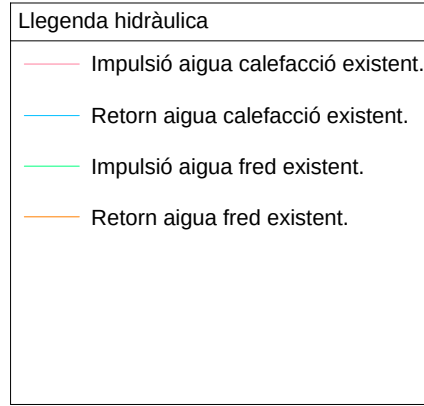 Llegenda hidràulica
Impulsió aigua calefacció existent.
Retorn aigua calefacció existent.
Impulsió aigua fred existent.
Retorn aigua fred existent.